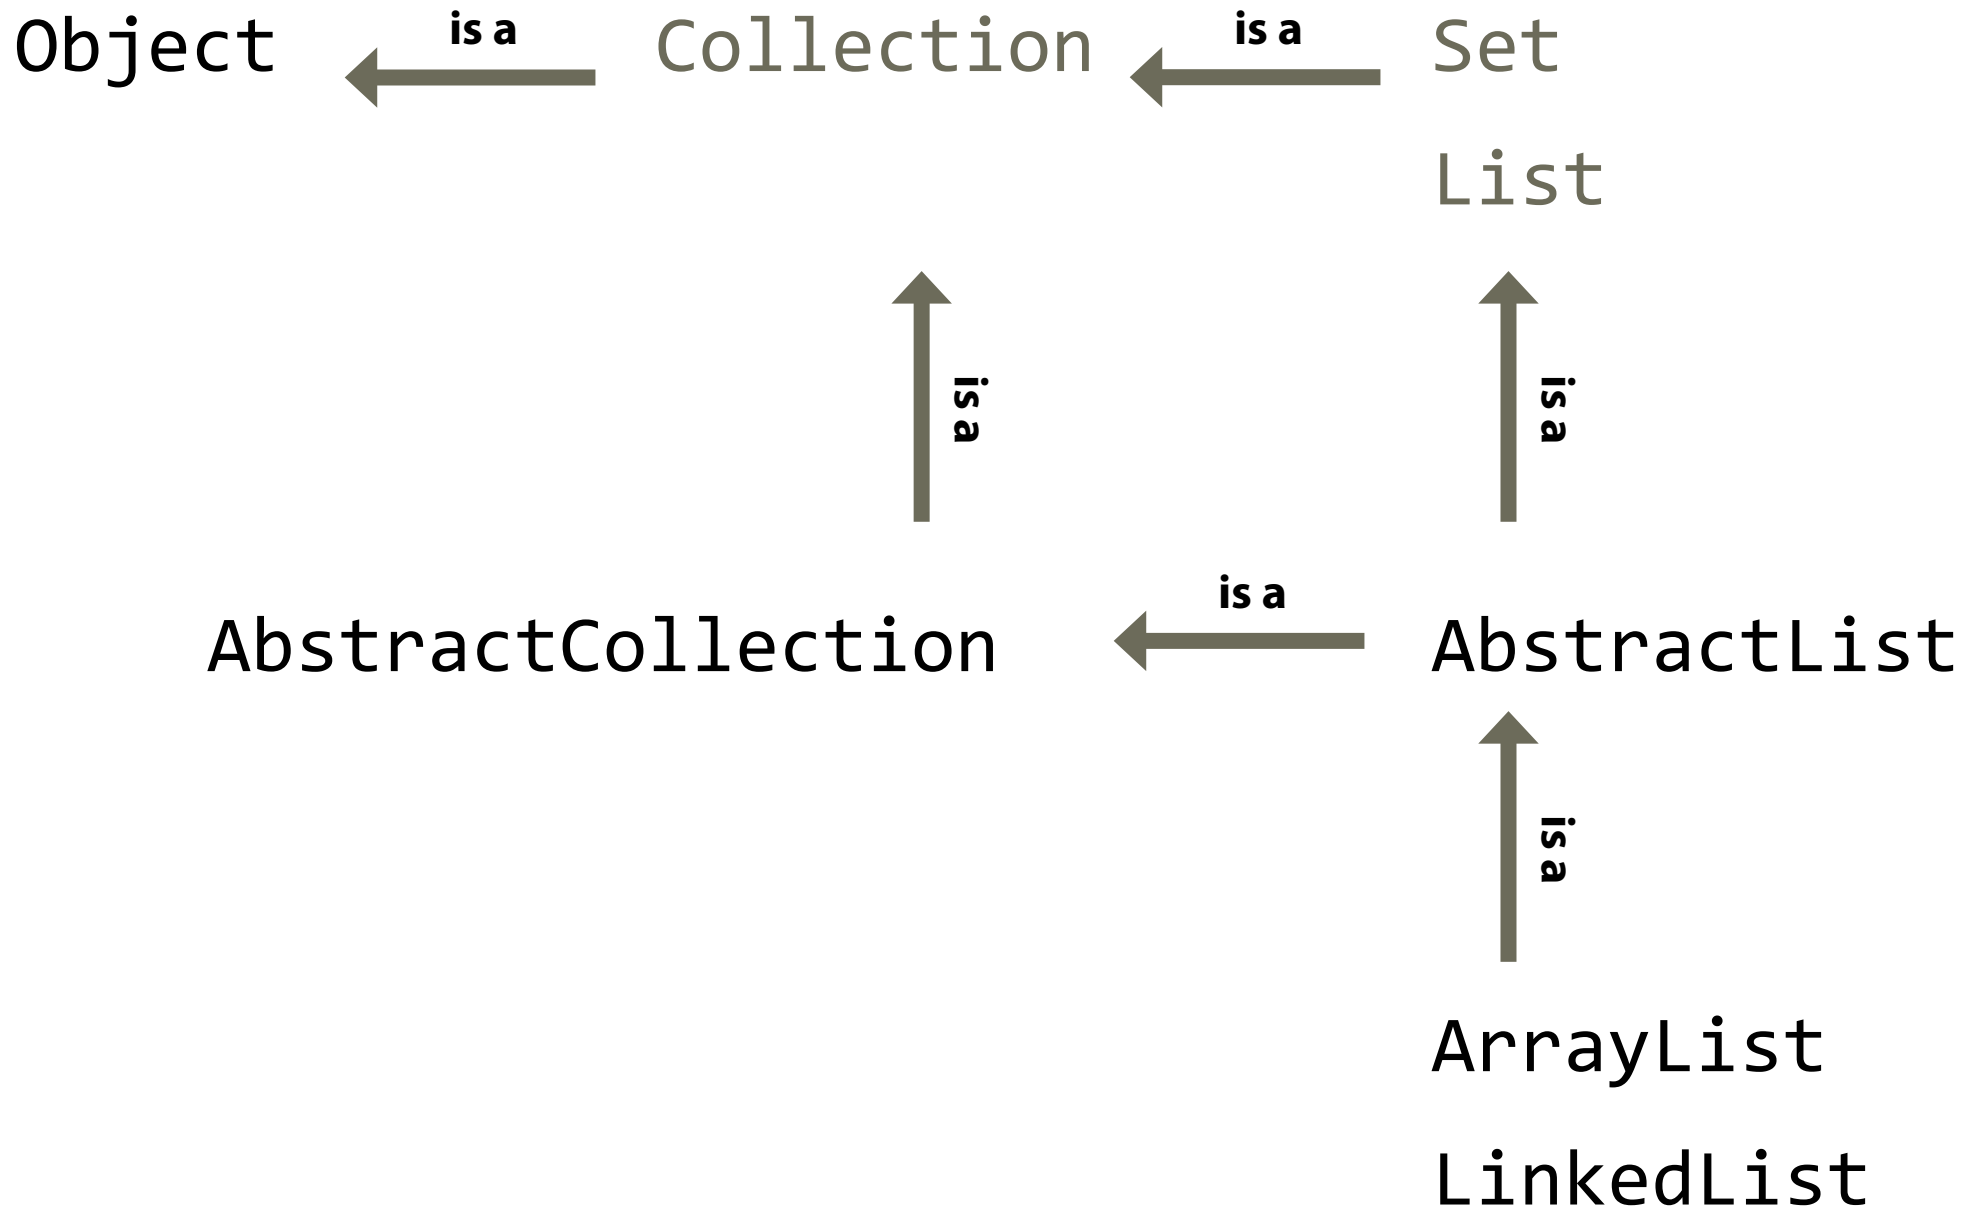 Object is a Collection is a Set
List
is a is a
AbstractCollection is a AbstractList
is a
ArrayList
LinkedList